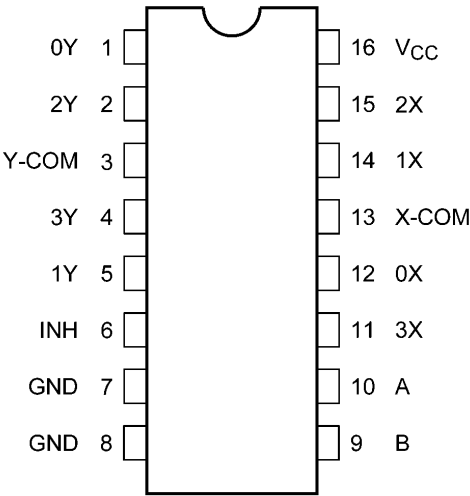 0Y 1 16 VCC
2Y 2 15 2X
Y-COM 3 14 1X
3Y 4 13 X-COM
1Y 5 12 0X
INH 6 11 3X
GND 7 10 A
GND 8 9 B